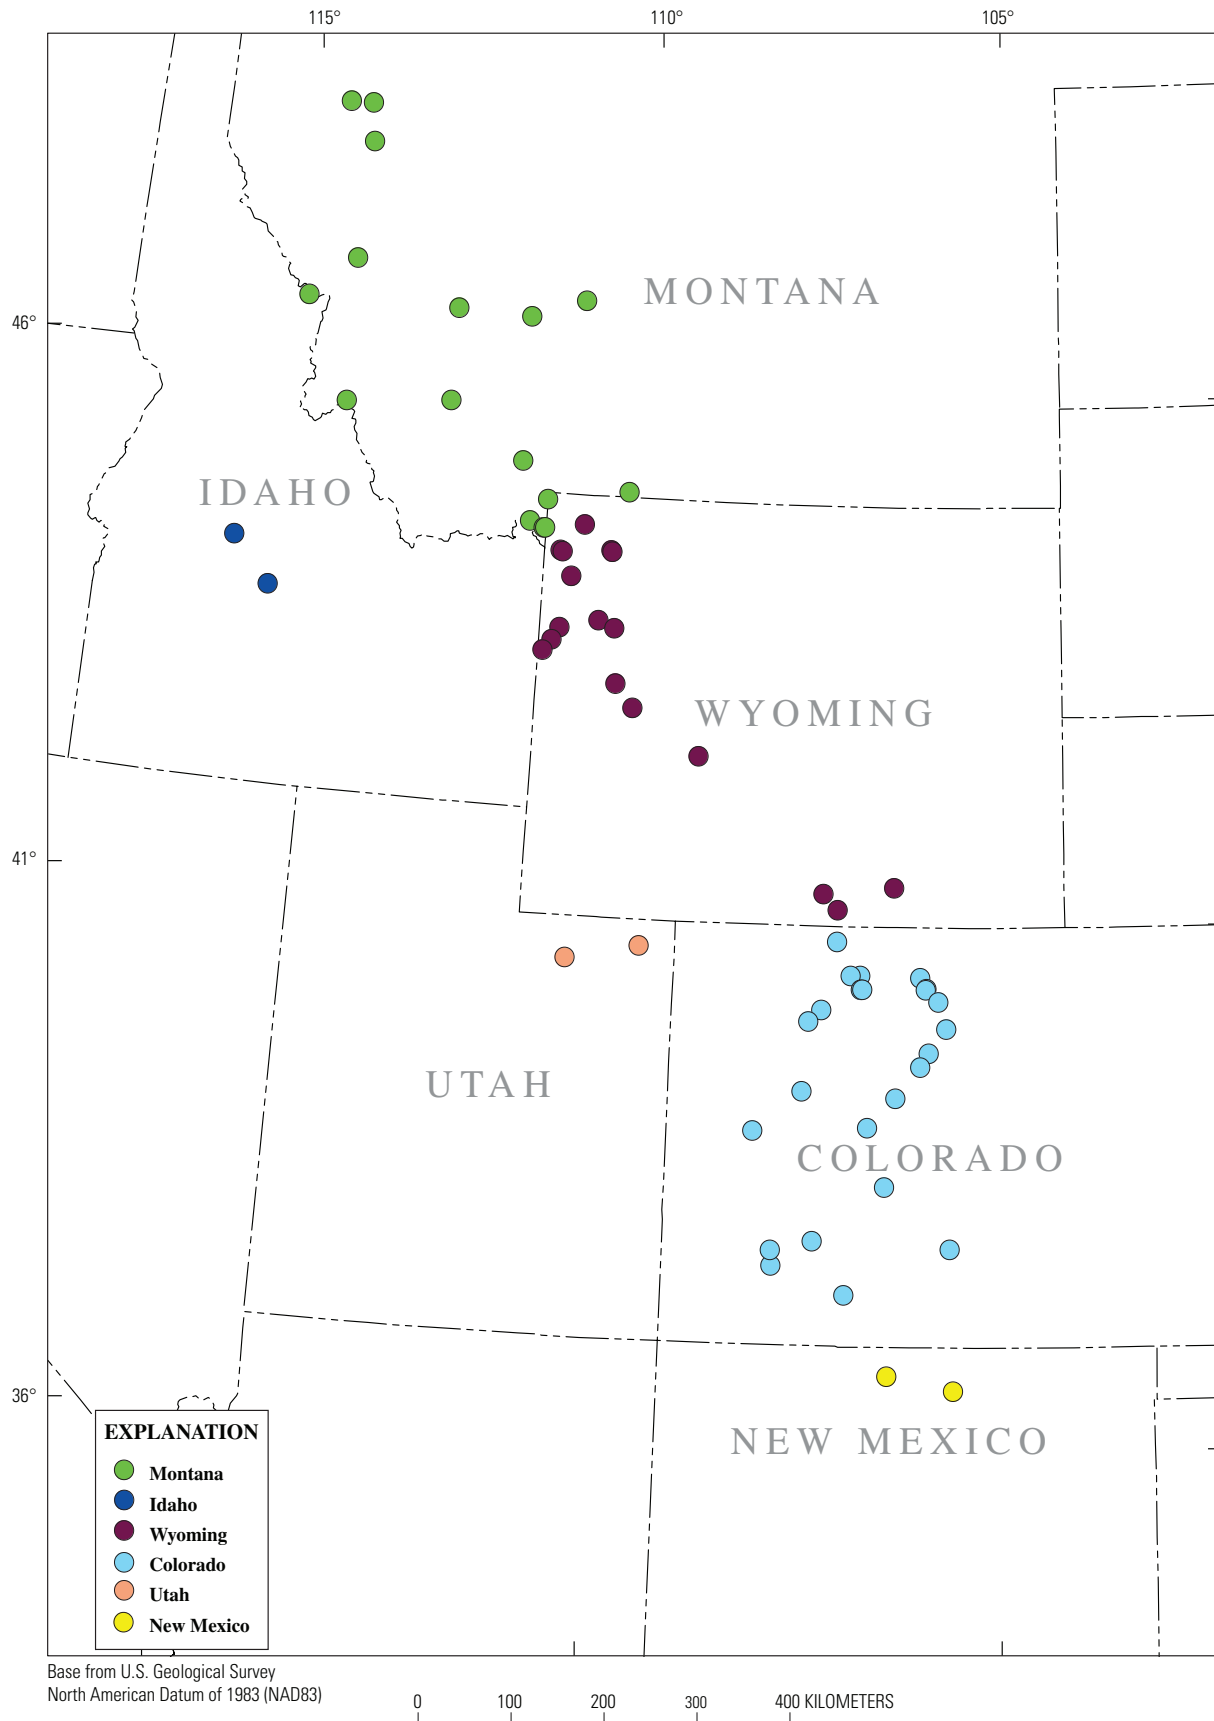 115° 110° 105°
MONTANA
46°
IDAHO
WYOMING
41°
UTAH
COLORADO
36°
NEW MEXICO
EXPLANATION
Montana
Idaho
Wyoming
Colorado
Utah
New Mexico
Base from U.S. Geological Survey
North American Datum of 1983 (NAD83)
0 100 200 300 400 KILOMETERS